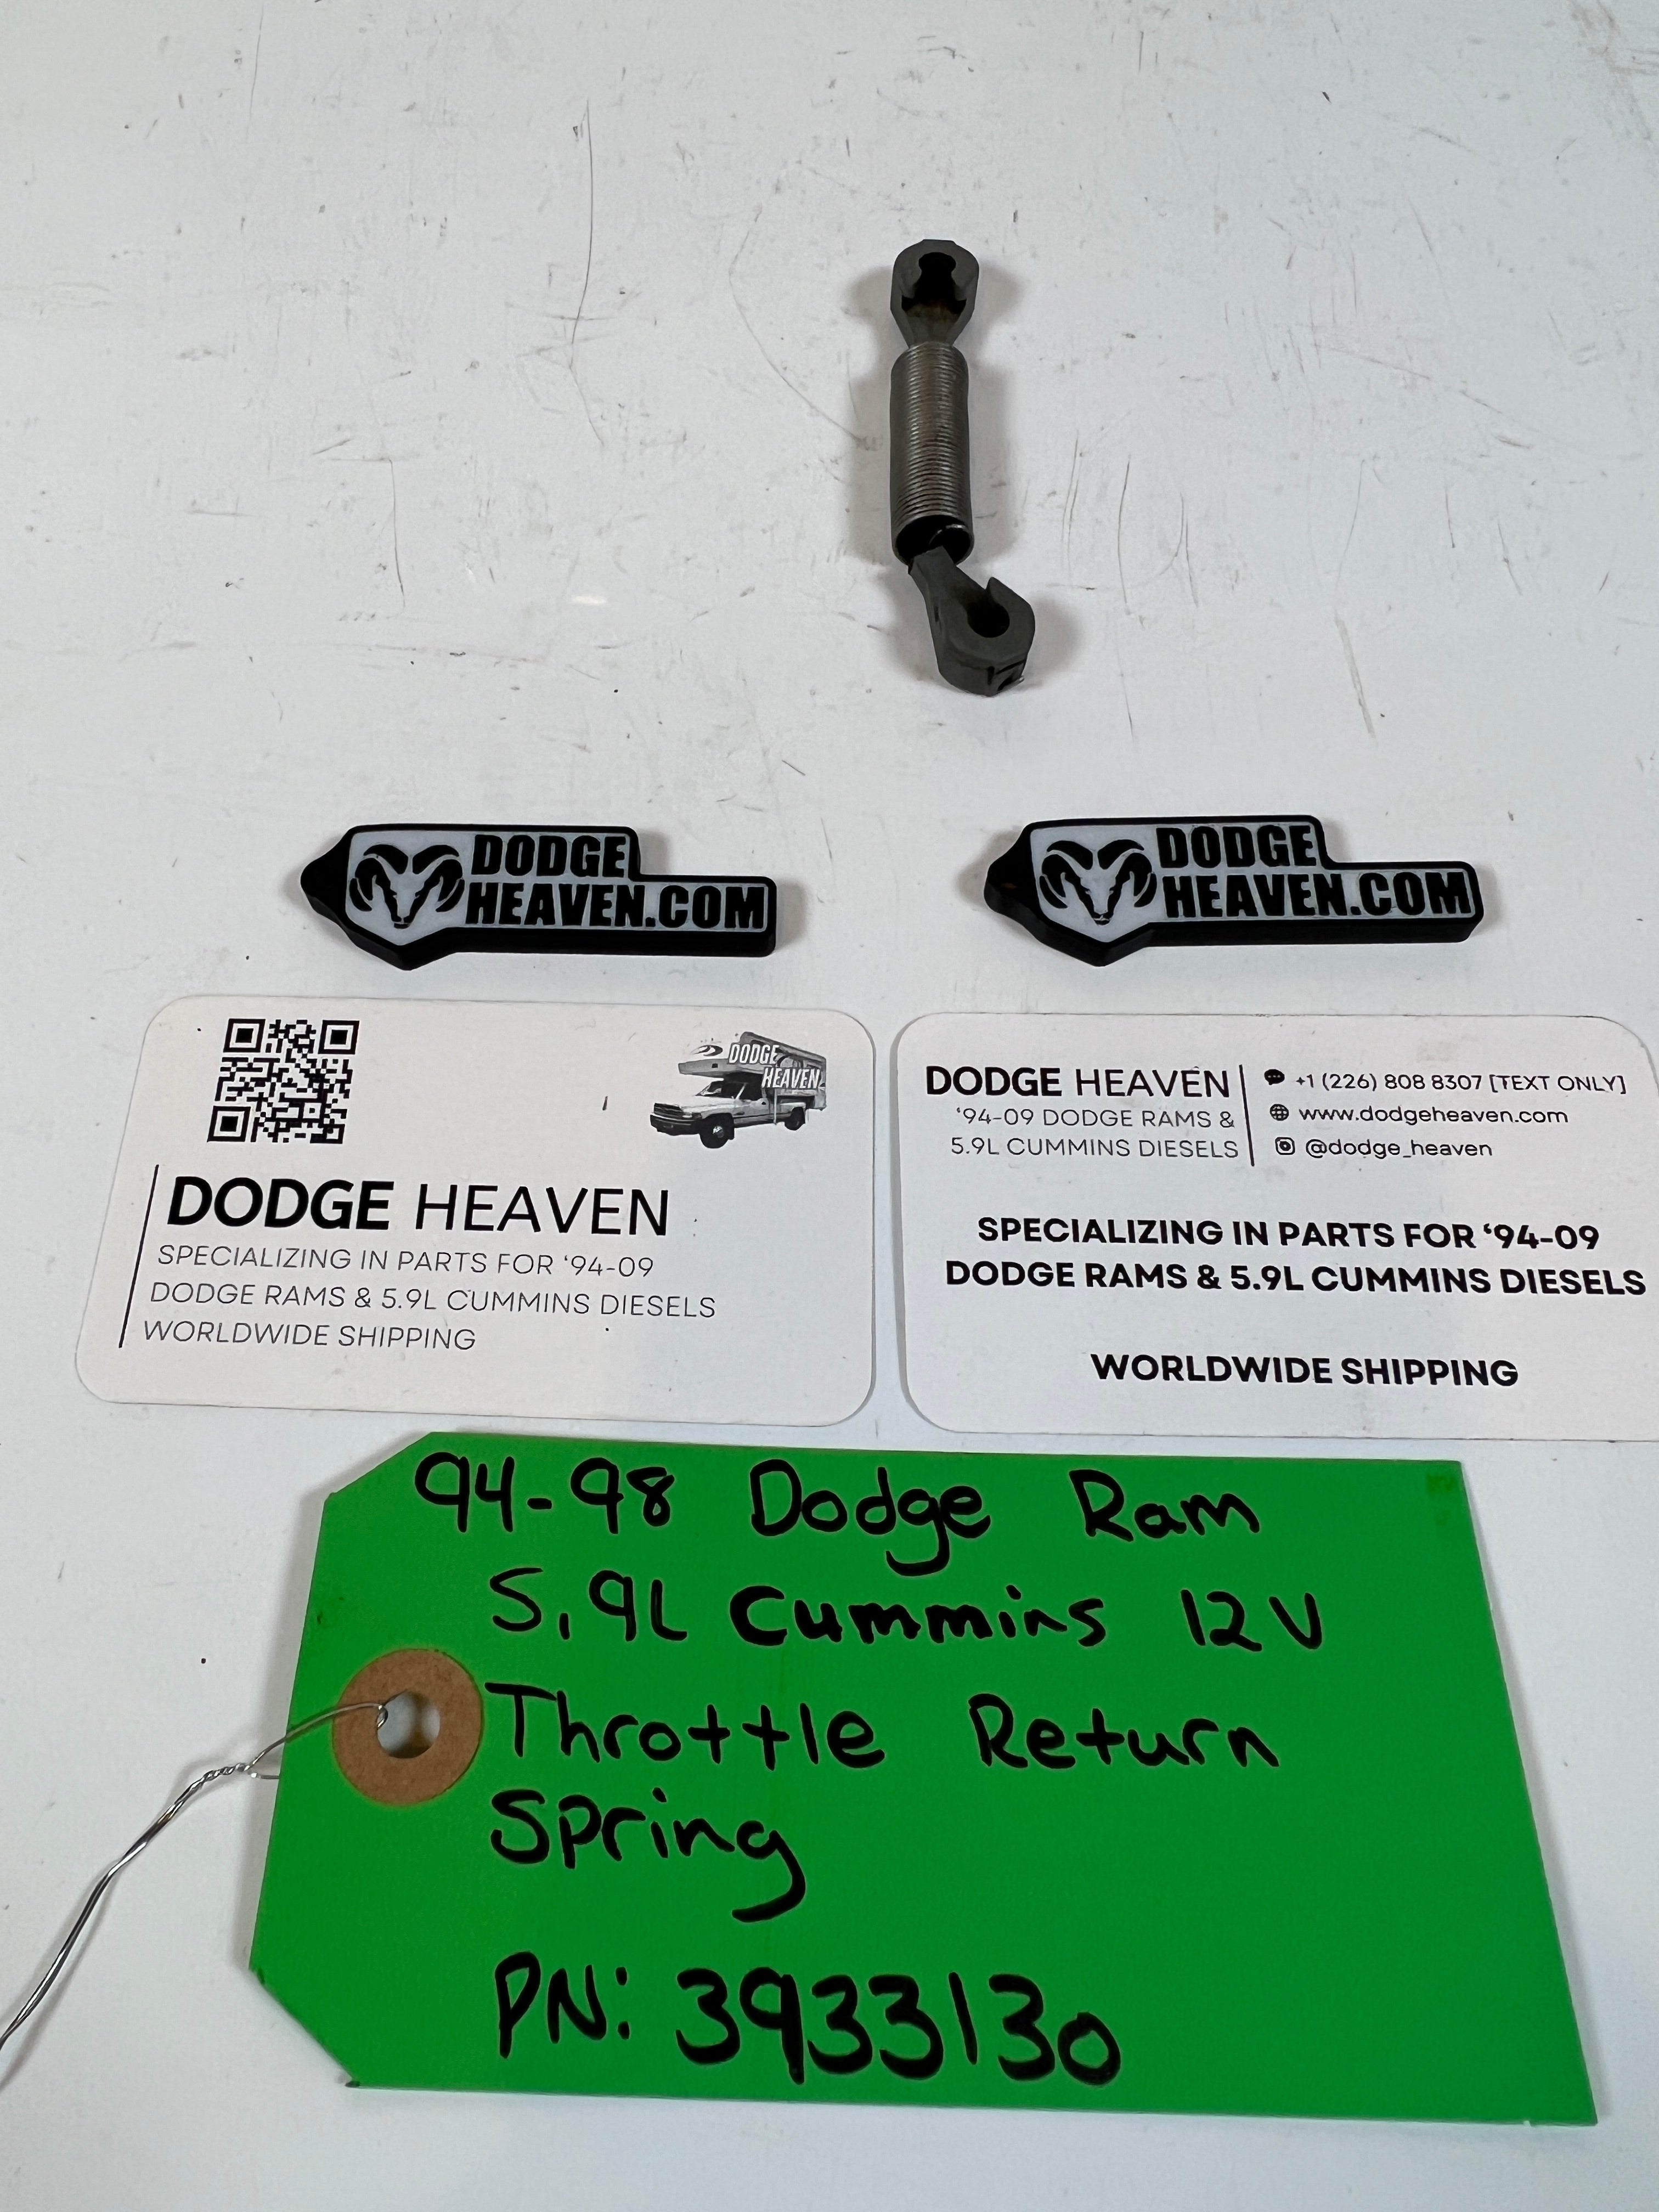 DODGE
HEAVEN.COM
DODGE
HEAVEN.COM
DODGE
HEAVEN
DODGE HEAVEN
SPECIALIZING IN PARTS FOR ‘94-09
DODGE RAMS & 5.9L CUMMINS DIESELS
WORLDWIDE SHIPPING
DODGE HEAVEN
‘94-09 DODGE RAMS &
5.9L CUMMINS DIESELS
+1 (226) 808 8307 [TEXT ONLY]
www.dodgeheaven.com
@dodge_heaven
SPECIALIZING IN PARTS FOR ‘94-09
DODGE RAMS & 5.9L CUMMINS DIESELS
WORLDWIDE SHIPPING
94-98 Dodge Ram
5.9L Cummins 12V
Throttle Return
Spring
PN: 3933130